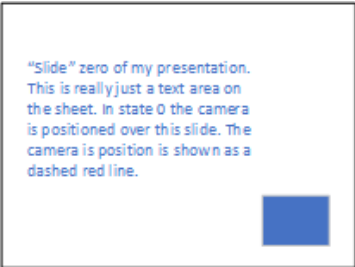 “Slide” zero of my presentation.
This is really just a text area on
the sheet. In state 0 the camera
is positioned over this slide. The
camera is position is shown as a
dashed red line.